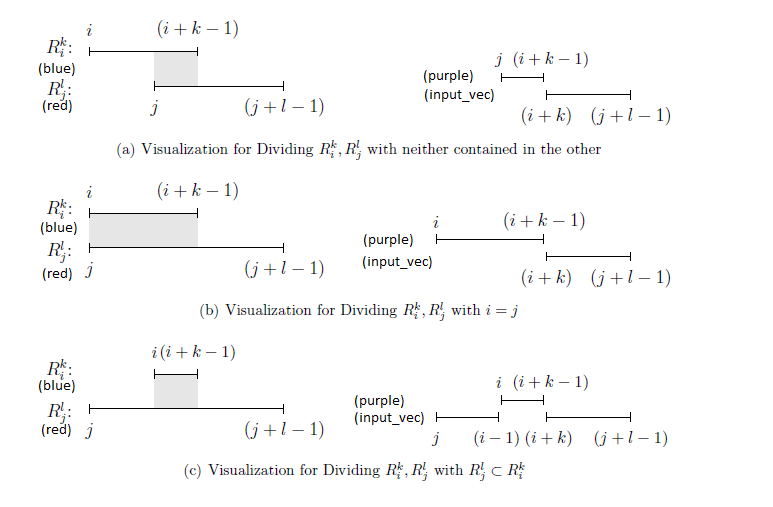 i (i + k − 1)
R_i^k:
(blue)
R_j^l:
(red)
j (j + l − 1)
j (i + k − 1)
(purple)
(input_vec)
(i + k) (j + l − 1)
(a) Visualization for Dividing R_i^k, R_j^l with neither contained in the other
i (i + k − 1)
R_i^k:
(blue)
R_j^l:
(red) j (j + l − 1)
i (i + k − 1)
(purple)
(input_vec)
(i + k) (j + l − 1)
(b) Visualization for Dividing R_i^k, R_j^l with i = j
i (i + k − 1)
R_i^k:
(blue)
R_j^l:
(red) j (j + l − 1)
i (i + k − 1)
(purple)
(input_vec)
j (i − 1) (i + k) (j + l − 1)
(c) Visualization for Dividing R_i^k, R_j^l with R_j^l ⊂ R_i^k